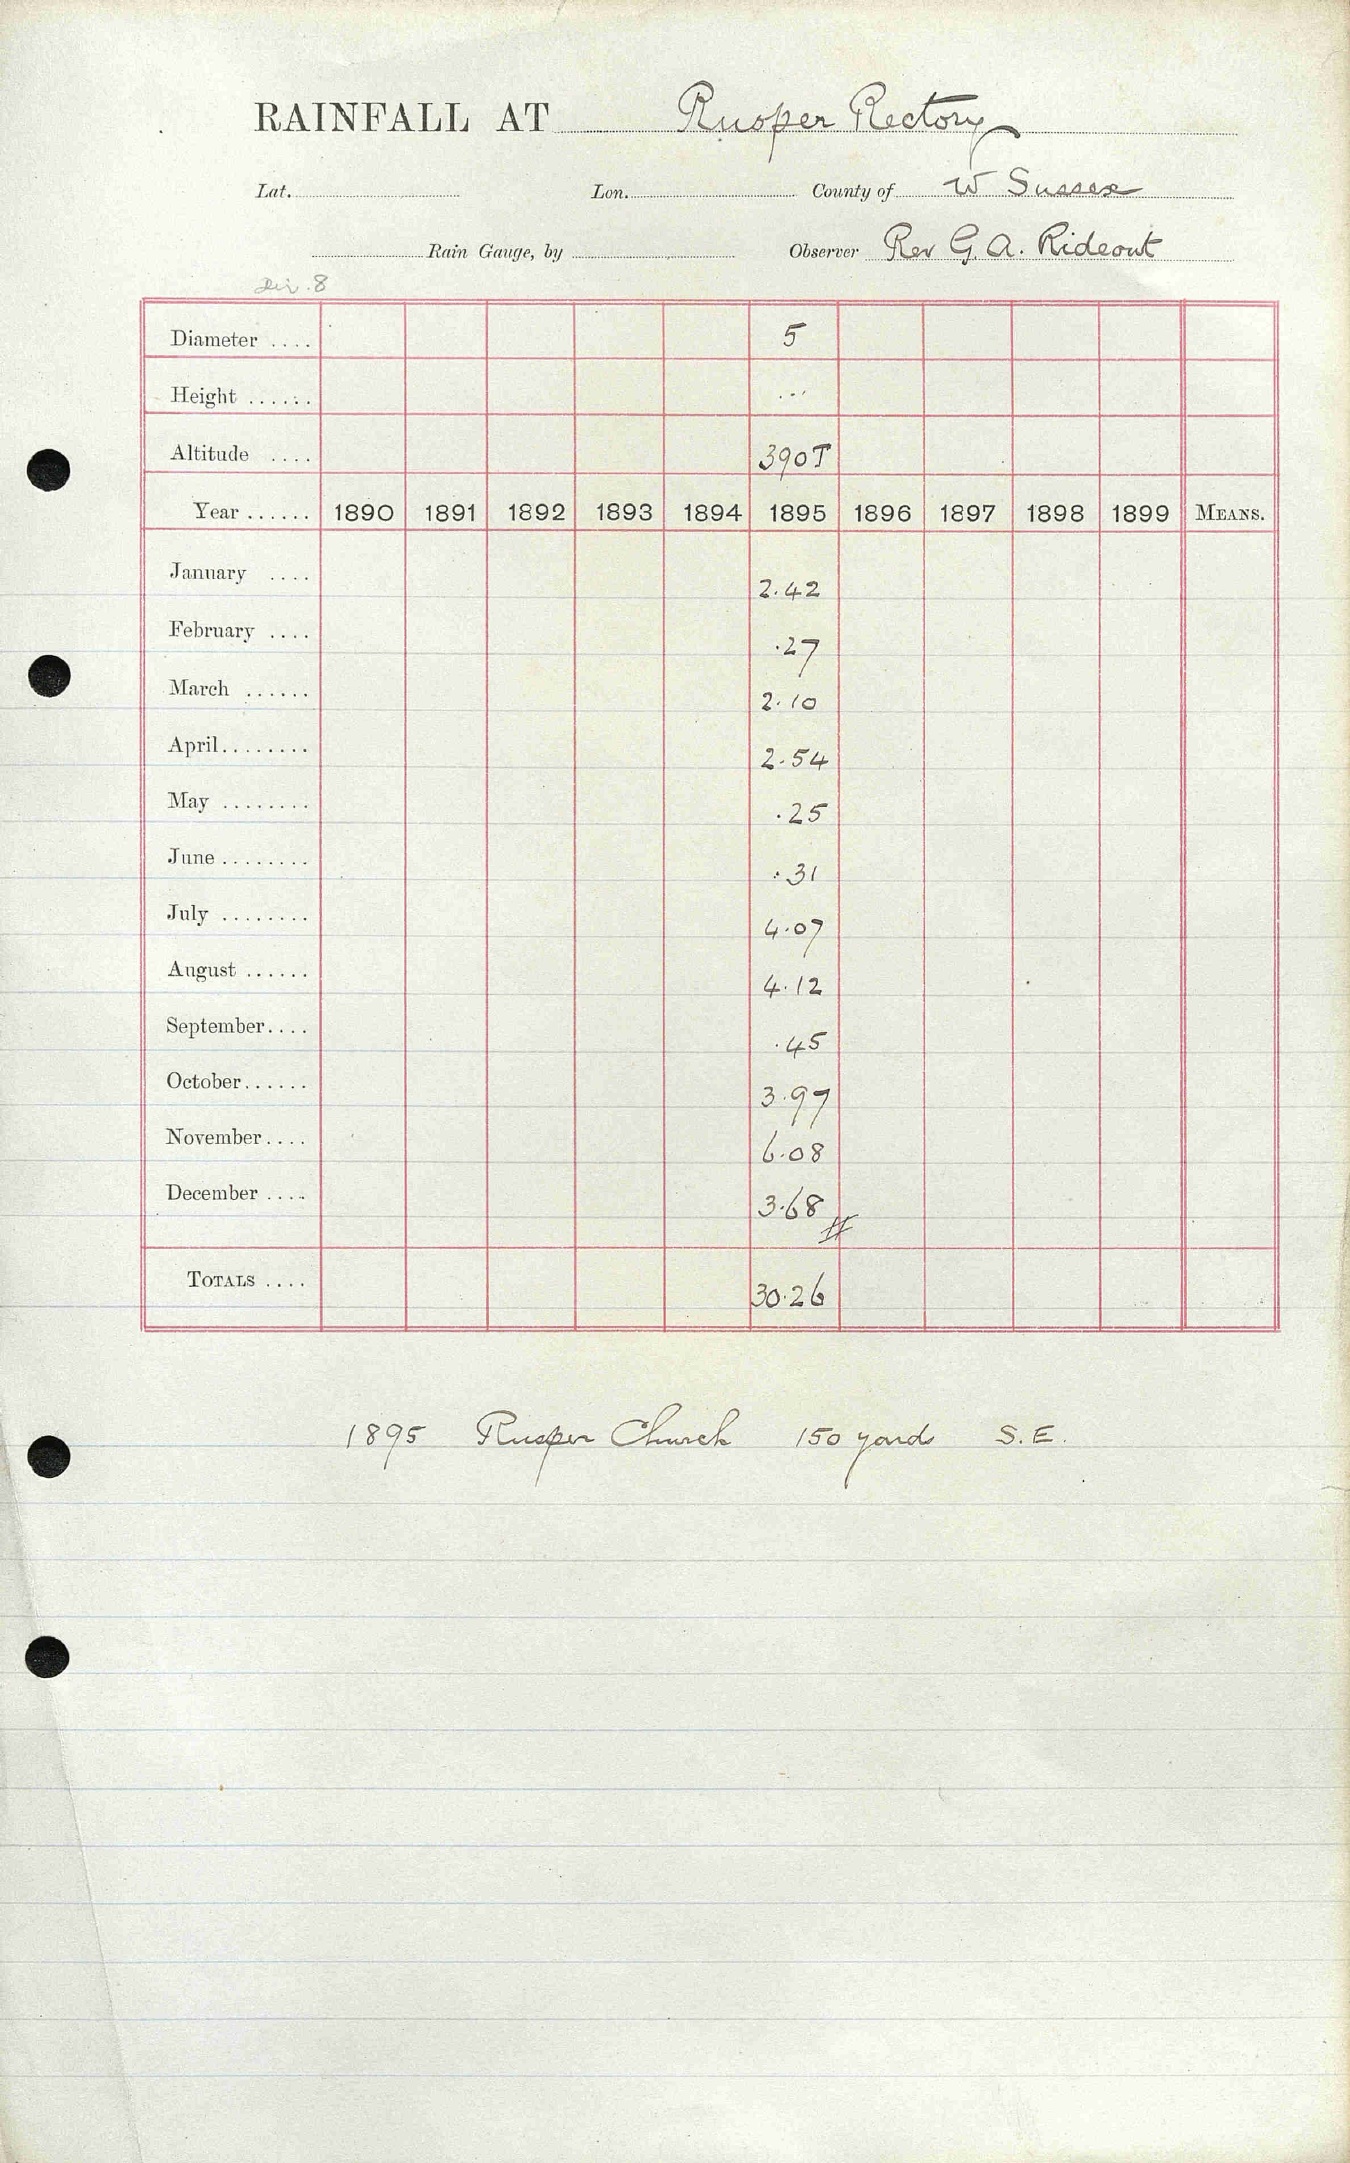 RAINFALL AT Rusper Rectory
Lat. Lon. County of W Sussex
Rain Gauge, by Observer Rev G. A. Rideout
Div. 8
Diameter .... 5
Height ...... ...
Altitude .... 390T
Year ...... 1890 1891 1892 1893 1894 1895 1896 1897 1898 1899 MEANS.
January .... 2.42
February .... .27
March ...... 2.10
April........ 2.54
May ........ .25
June ........ .31
July ........ 4.07
August ...... 4.12
September.... .45
October...... 3.97
November.... 6.08
December .... 3.68
TOTALS .... 30.26
1895 Rusper Church 150 yards S.E.